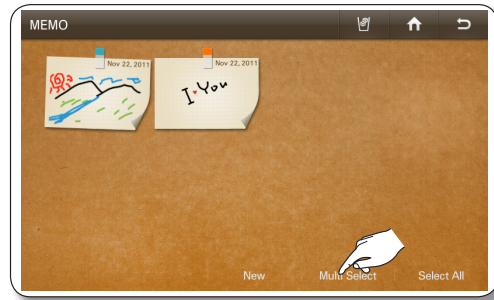 MEMO
Nov 22, 2011
Nov 22, 2011
I ♥ You
New
Multi Select
Select All